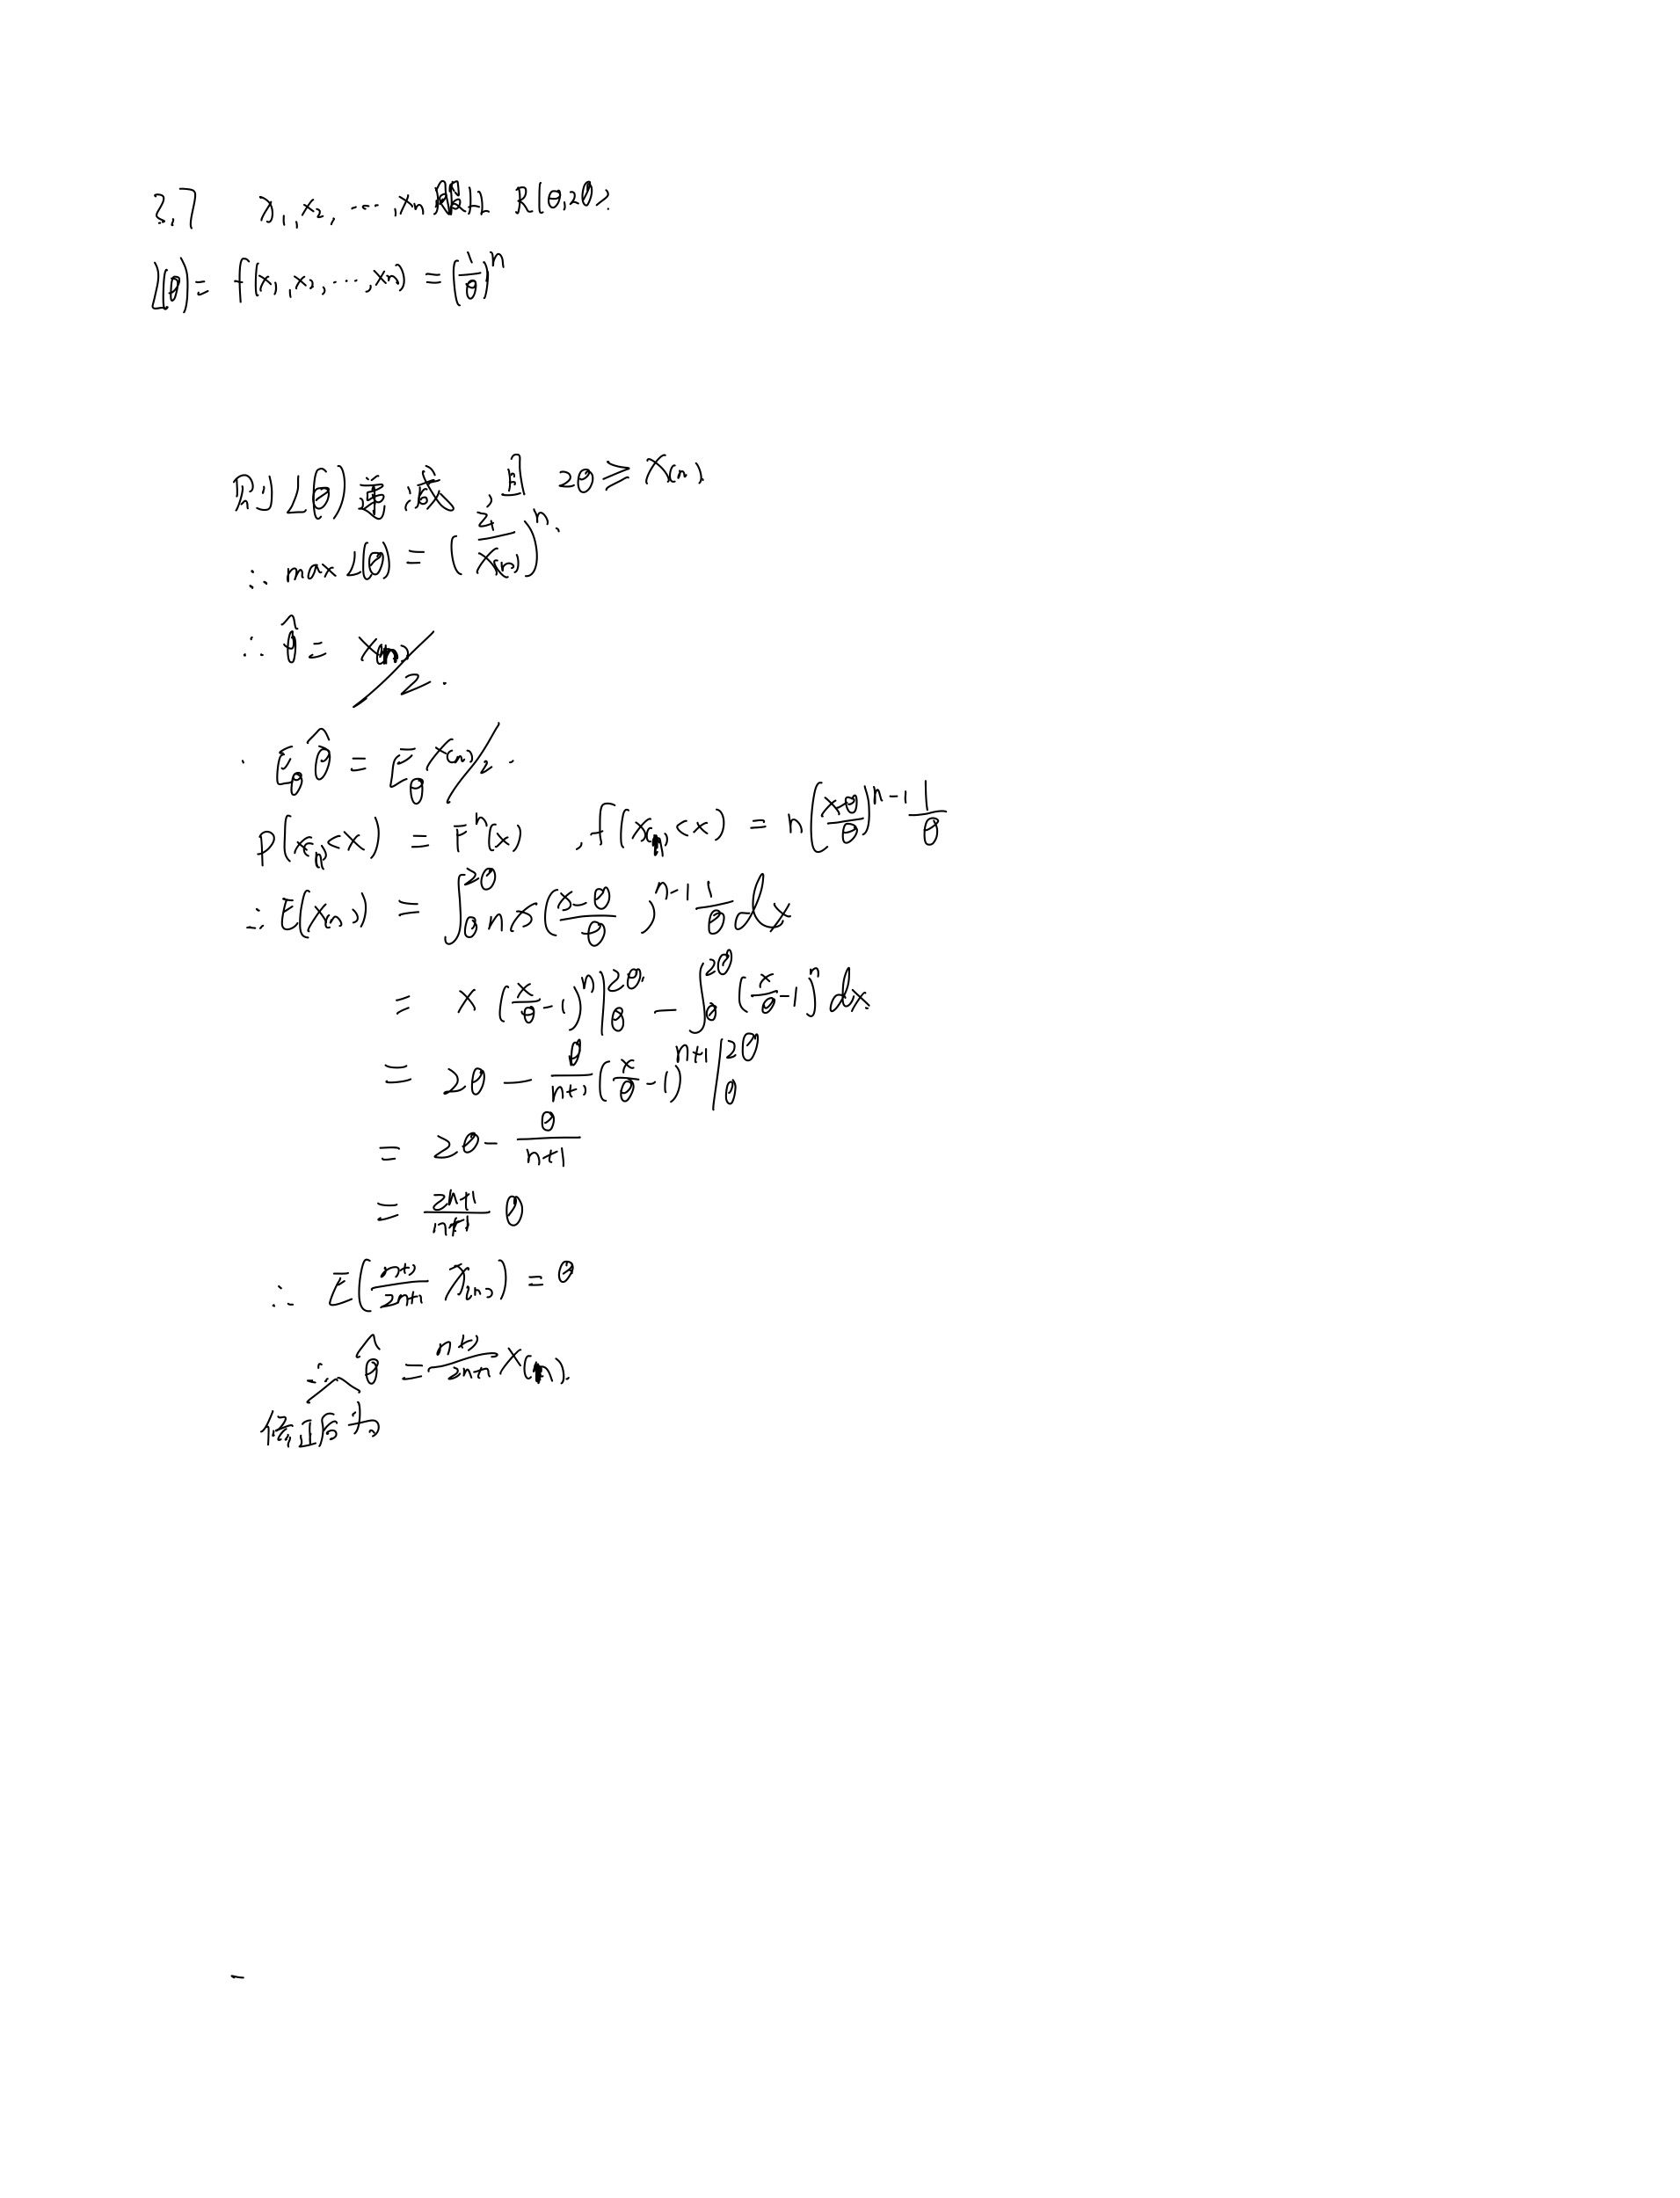 3.7 x₁, x₂, …, xₙ 服从 R(θ, 2θ).
L(θ) = f(x₁, x₂, …, xₙ) = (1/θ)ⁿ
则 L(θ) 递减, 且 2θ ≥ X₍ₙ₎
∴ max L(θ) = (2/X₍ₙ₎)ⁿ.
∴ θ̂ = X₍ₙ₎/2.
· E_θ θ̂ = E_θ X₍ₙ₎/2.
P(x₍ₙ₎<x) = Fⁿ(x) , f(x₍ₙ₎<x) = n((x-θ)/θ)ⁿ⁻¹ 1/θ
∴ E(X₍ₙ₎) = ∫_θ^{2θ} n x((x-θ)/θ)ⁿ⁻¹ 1/θ dx
= x (x/θ - 1)ⁿ |_θ^{2θ} - ∫_θ^{2θ} (x/θ - 1)ⁿ dx
= 2θ - θ/(n+1) (x/θ - 1)ⁿ⁺¹ |_θ^{2θ}
= 2θ - θ/(n+1)
= (2n+1)/(n+1) θ
∴ E((n+1)/(2n+1) X₍ₙ₎) = θ
∴ 修正后为 θ̂ = (n+1)/(2n+1) X₍ₙ₎.